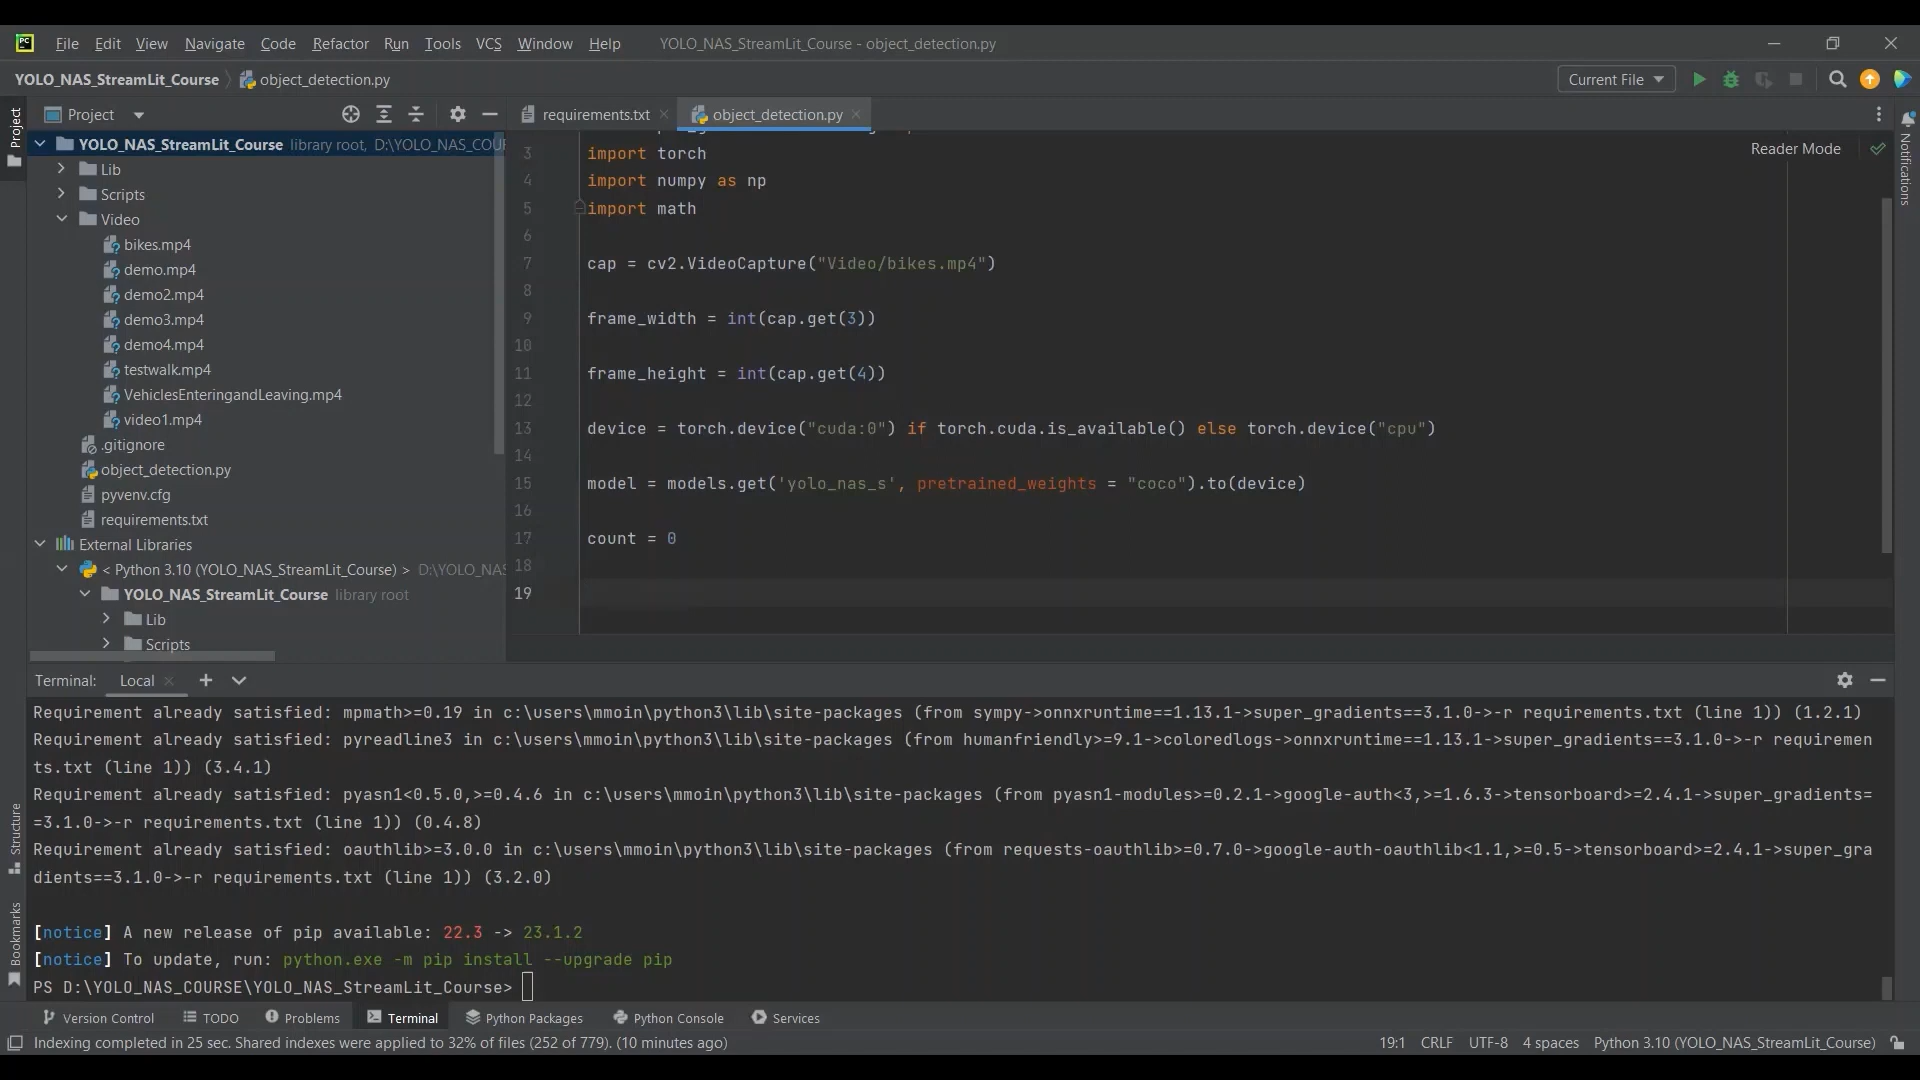 PC File Edit View Navigate Code Refactor Run Tools VCS Window Help YOLO_NAS_StreamLit_Course - object_detection.py
YOLO_NAS_StreamLit_Course object_detection.py Current File
Project
requirements.txt object_detection.py
Project
YOLO_NAS_StreamLit_Course library root, D:\YOLO_NAS_COU
Lib
Scripts
Video
bikes.mp4
demo.mp4
demo2.mp4
demo3.mp4
demo4.mp4
testwalk.mp4
VehiclesEnteringandLeaving.mp4
video1.mp4
.gitignore
object_detection.py
pyvenv.cfg
requirements.txt
External Libraries
< Python 3.10 (YOLO_NAS_StreamLit_Course) > D:\YOLO_NAS
YOLO_NAS_StreamLit_Course library root
Lib
Scripts
Reader Mode
Notifications
3 import torch
4 import numpy as np
5 import math
6
7 cap = cv2.VideoCapture("Video/bikes.mp4")
8
9 frame_width = int(cap.get(3))
10
11 frame_height = int(cap.get(4))
12
13 device = torch.device("cuda:0") if torch.cuda.is_available() else torch.device("cpu")
14
15 model = models.get('yolo_nas_s', pretrained_weights = "coco").to(device)
16
17 count = 0
18
19
Terminal: Local
Requirement already satisfied: mpmath>=0.19 in c:\users\mmoin\python3\lib\site-packages (from sympy->onnxruntime==1.13.1->super_gradients==3.1.0->-r requirements.txt (line 1)) (1.2.1)
Requirement already satisfied: pyreadline3 in c:\users\mmoin\python3\lib\site-packages (from humanfriendly>=9.1->coloredlogs->onnxruntime==1.13.1->super_gradients==3.1.0->-r requiremen
ts.txt (line 1)) (3.4.1)
Requirement already satisfied: pyasn1<0.5.0,>=0.4.6 in c:\users\mmoin\python3\lib\site-packages (from pyasn1-modules>=0.2.1->google-auth<3,>=1.6.3->tensorboard>=2.4.1->super_gradients=
=3.1.0->-r requirements.txt (line 1)) (0.4.8)
Requirement already satisfied: oauthlib>=3.0.0 in c:\users\mmoin\python3\lib\site-packages (from requests-oauthlib>=0.7.0->google-auth-oauthlib<1.1,>=0.5->tensorboard>=2.4.1->super_gra
dients==3.1.0->-r requirements.txt (line 1)) (3.2.0)
[notice] A new release of pip available: 22.3 -> 23.1.2
[notice] To update, run: python.exe -m pip install --upgrade pip
PS D:\YOLO_NAS_COURSE\YOLO_NAS_StreamLit_Course>
Structure
Bookmarks
Version Control TODO Problems Terminal Python Packages Python Console Services
Indexing completed in 25 sec. Shared indexes were applied to 32% of files (252 of 779). (10 minutes ago) 19:1 CRLF UTF-8 4 spaces Python 3.10 (YOLO_NAS_StreamLit_Course)